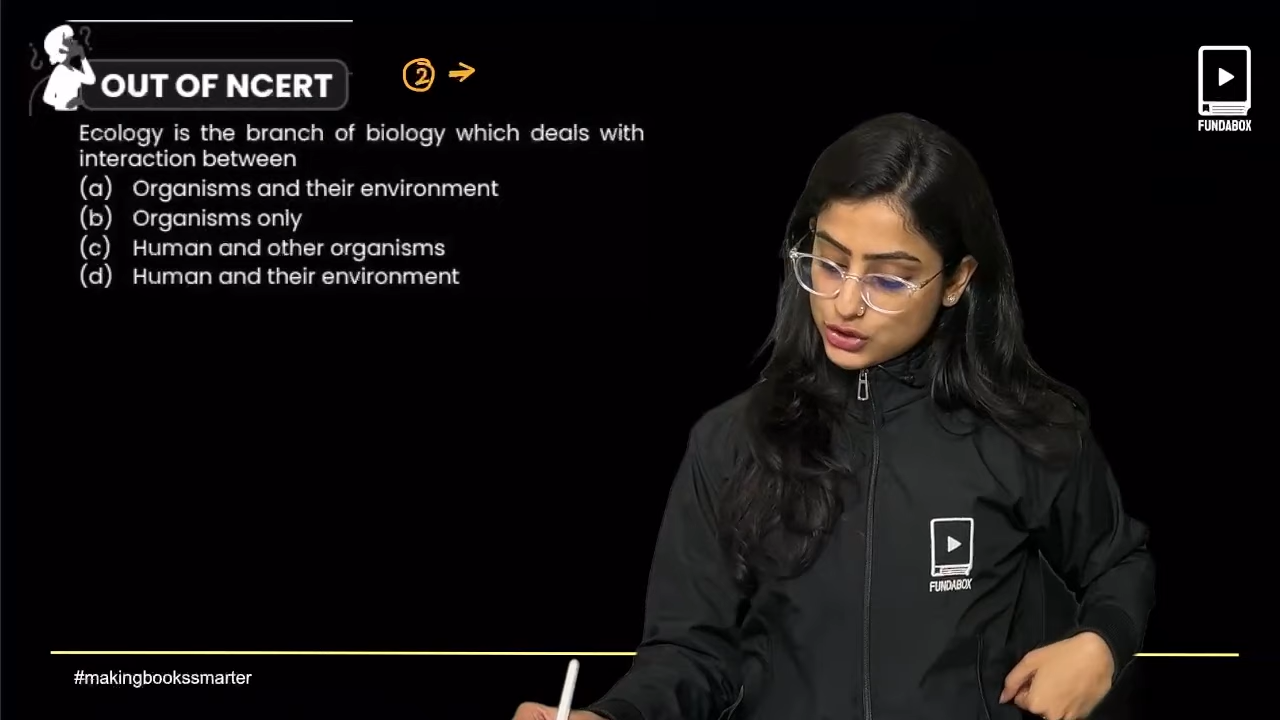 OUT OF NCERT
② →
FUNDABOX
Ecology is the branch of biology which deals with
interaction between
(a) Organisms and their environment
(b) Organisms only
(c) Human and other organisms
(d) Human and their environment
FUNDABOX
#makingbookssmarter